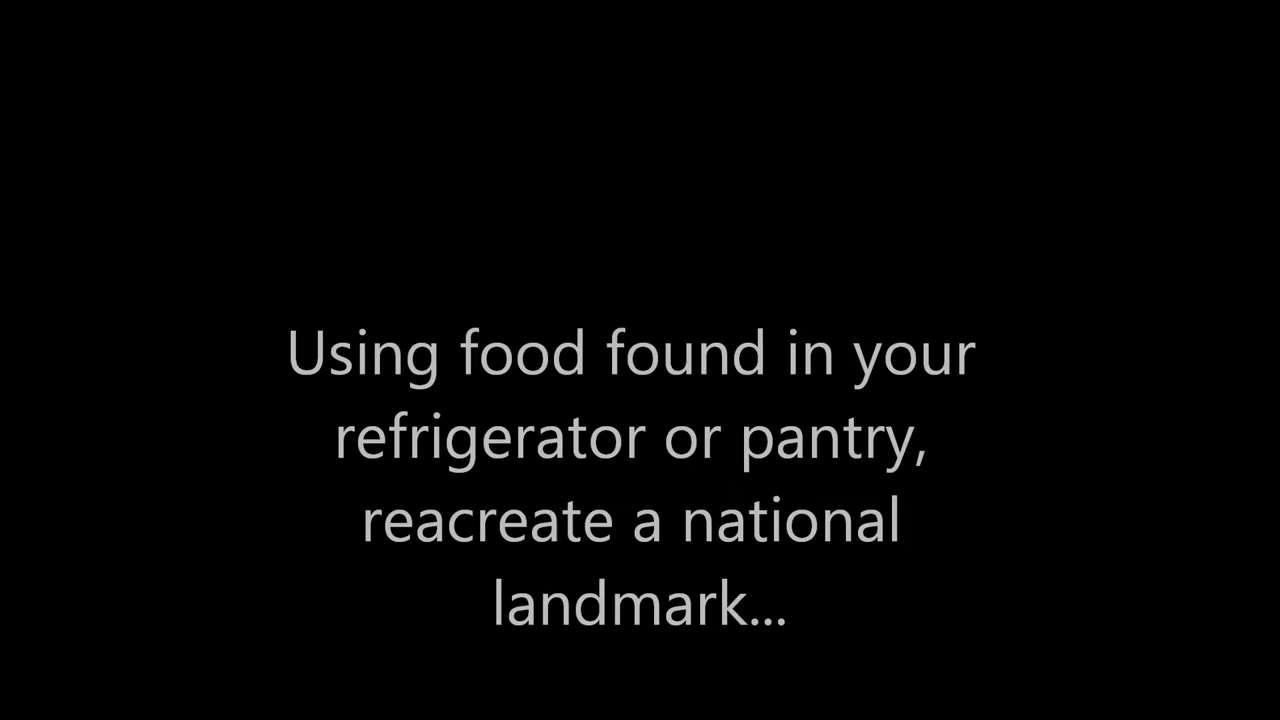 Using food found in your
refrigerator or pantry,
reacreate a national
landmark...